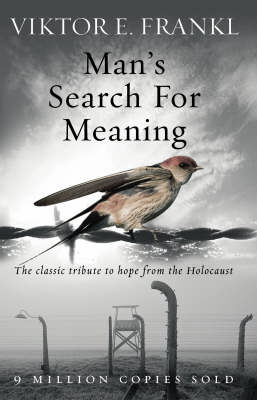 VIKTOR E. FRANKL
Man's
Search For
Meaning
The classic tribute to hope from the Holocaust
9 MILLION COPIES SOLD